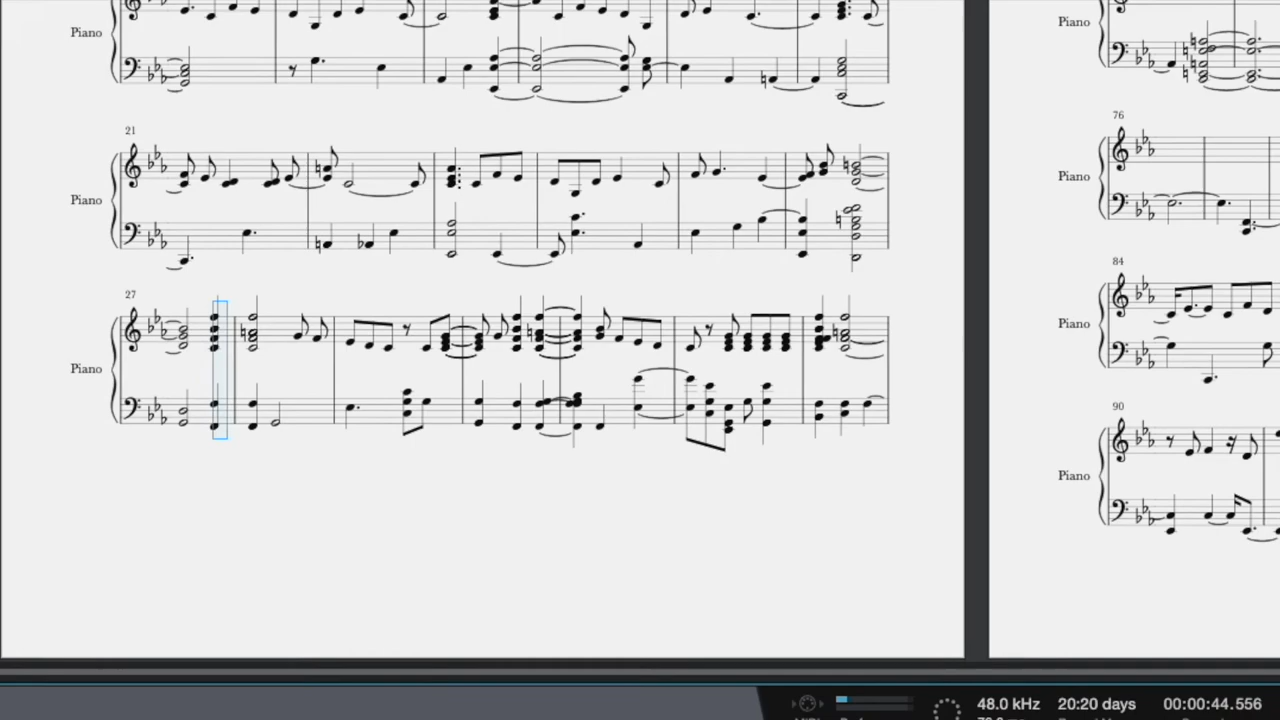 Piano
21
Piano
27
Piano
Piano
76
Piano
84
Piano
90
Piano
48.0 kHz
20:20 days
00:00:44.556